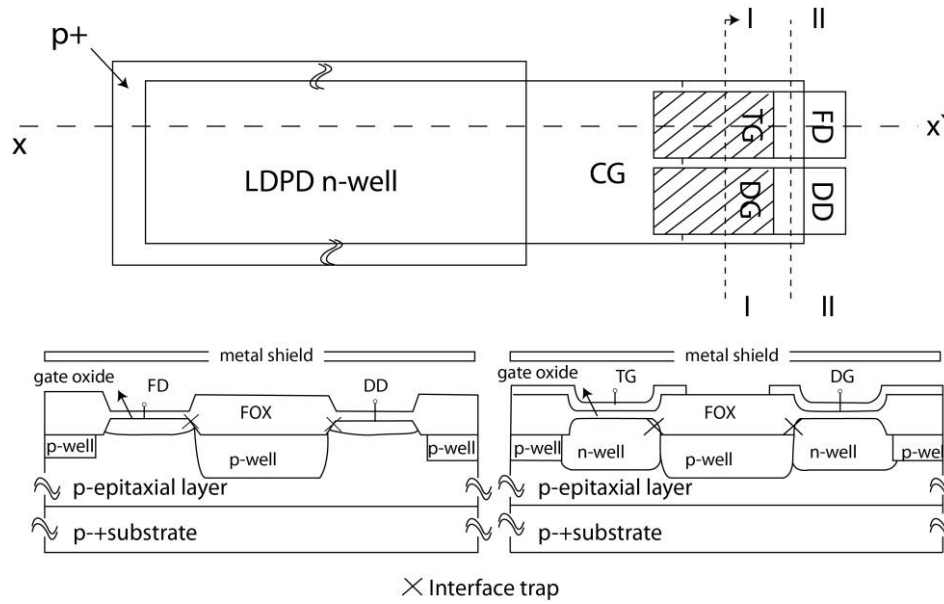 I II
p+
TG FD
x x'
LDPD n-well CG
DG DD
I II
metal shield metal shield
gate oxide FD DD gate oxide TG DG
FOX FOX
p-well p-well p-well n-well p-well n-well p-well
p-epitaxial layer p-epitaxial layer
p-+substrate p-+substrate
Interface trap